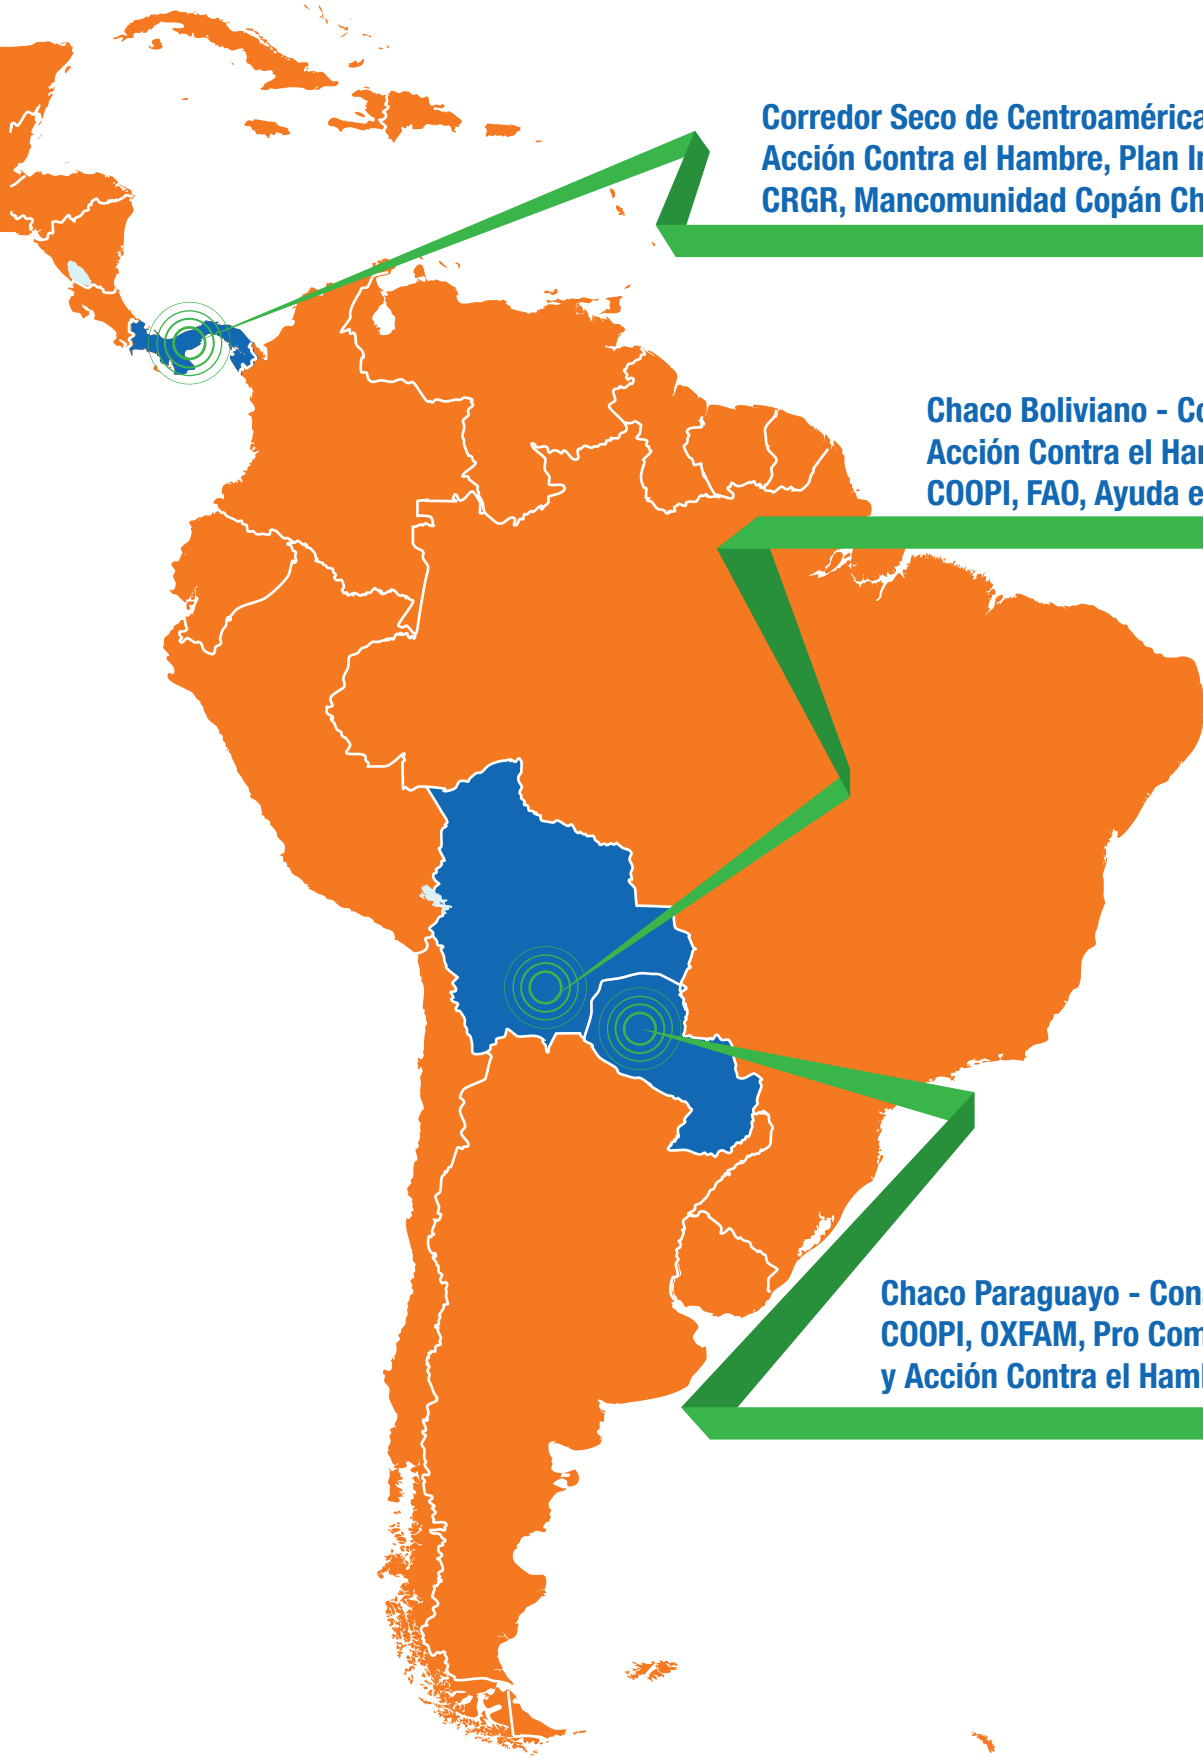 Corredor Seco de Centroamérica
Acción Contra el Hambre, Plan
CRGR, Mancomunidad Copán
Chaco Boliviano -
Acción Contra el
COOPI, FAO, Ayuda
Chaco Paraguayo -
COOPI, OXFAM, Pro
y Acción Contra el